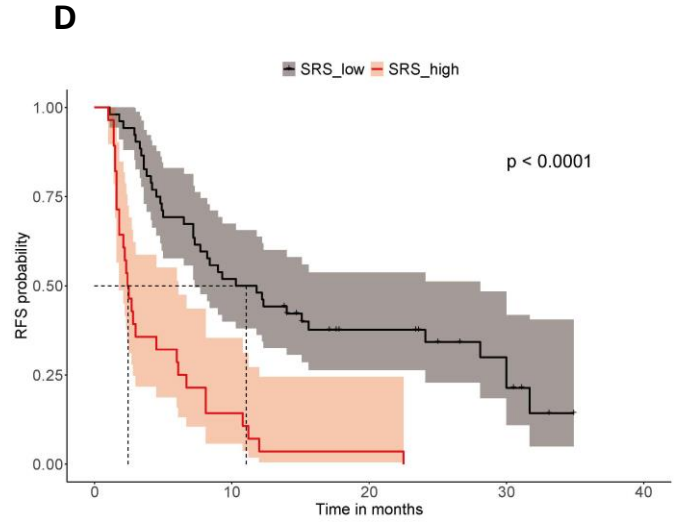 D
SRS_low SRS_high
1.00
p < 0.0001
0.75
0.50
0.25
0.00
RFS probability
0 10 20 30 40
Time in months